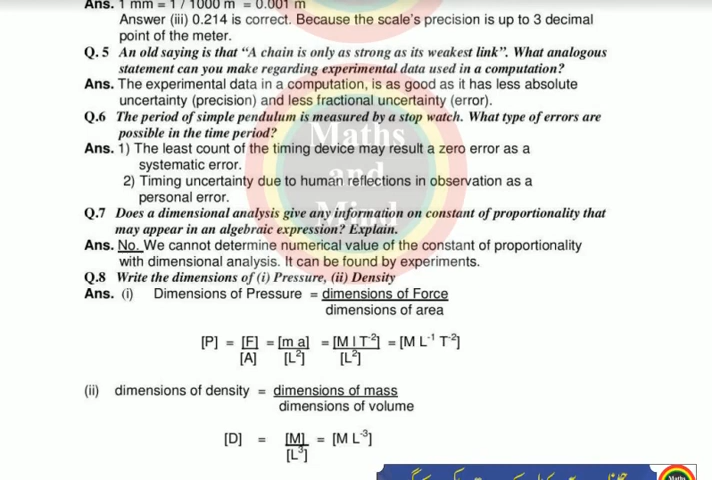 Ans. 1 mm = 1 / 1000 m = 0.001 m
Answer (iii) 0.214 is correct. Because the scale's precision is up to 3 decimal
point of the meter.
Q. 5 An old saying is that “A chain is only as strong as its weakest link”. What analogous
statement can you make regarding experimental data used in a computation?
Ans. The experimental data in a computation, is as good as it has less absolute
uncertainty (precision) and less fractional uncertainty (error).
Q.6 The period of simple pendulum is measured by a stop watch. What type of errors are
possible in the time period?
Ans. 1) The least count of the timing device may result a zero error as a
systematic error.
2) Timing uncertainty due to human reflections in observation as a
personal error.
Q.7 Does a dimensional analysis give any information on constant of proportionality that
may appear in an algebraic expression? Explain.
Ans. No. We cannot determine numerical value of the constant of proportionality
with dimensional analysis. It can be found by experiments.
Q.8 Write the dimensions of (i) Pressure, (ii) Density
Ans. (i) Dimensions of Pressure = dimensions of Force
dimensions of area
[P] = [F] = [m a] = [M l T⁻²] = [M L⁻¹ T⁻²]
[A] [L²] [L²]
(ii) dimensions of density = dimensions of mass
dimensions of volume
[D] = [M] = [M L⁻³]
[L³]
Maths
and
Mind
Maths